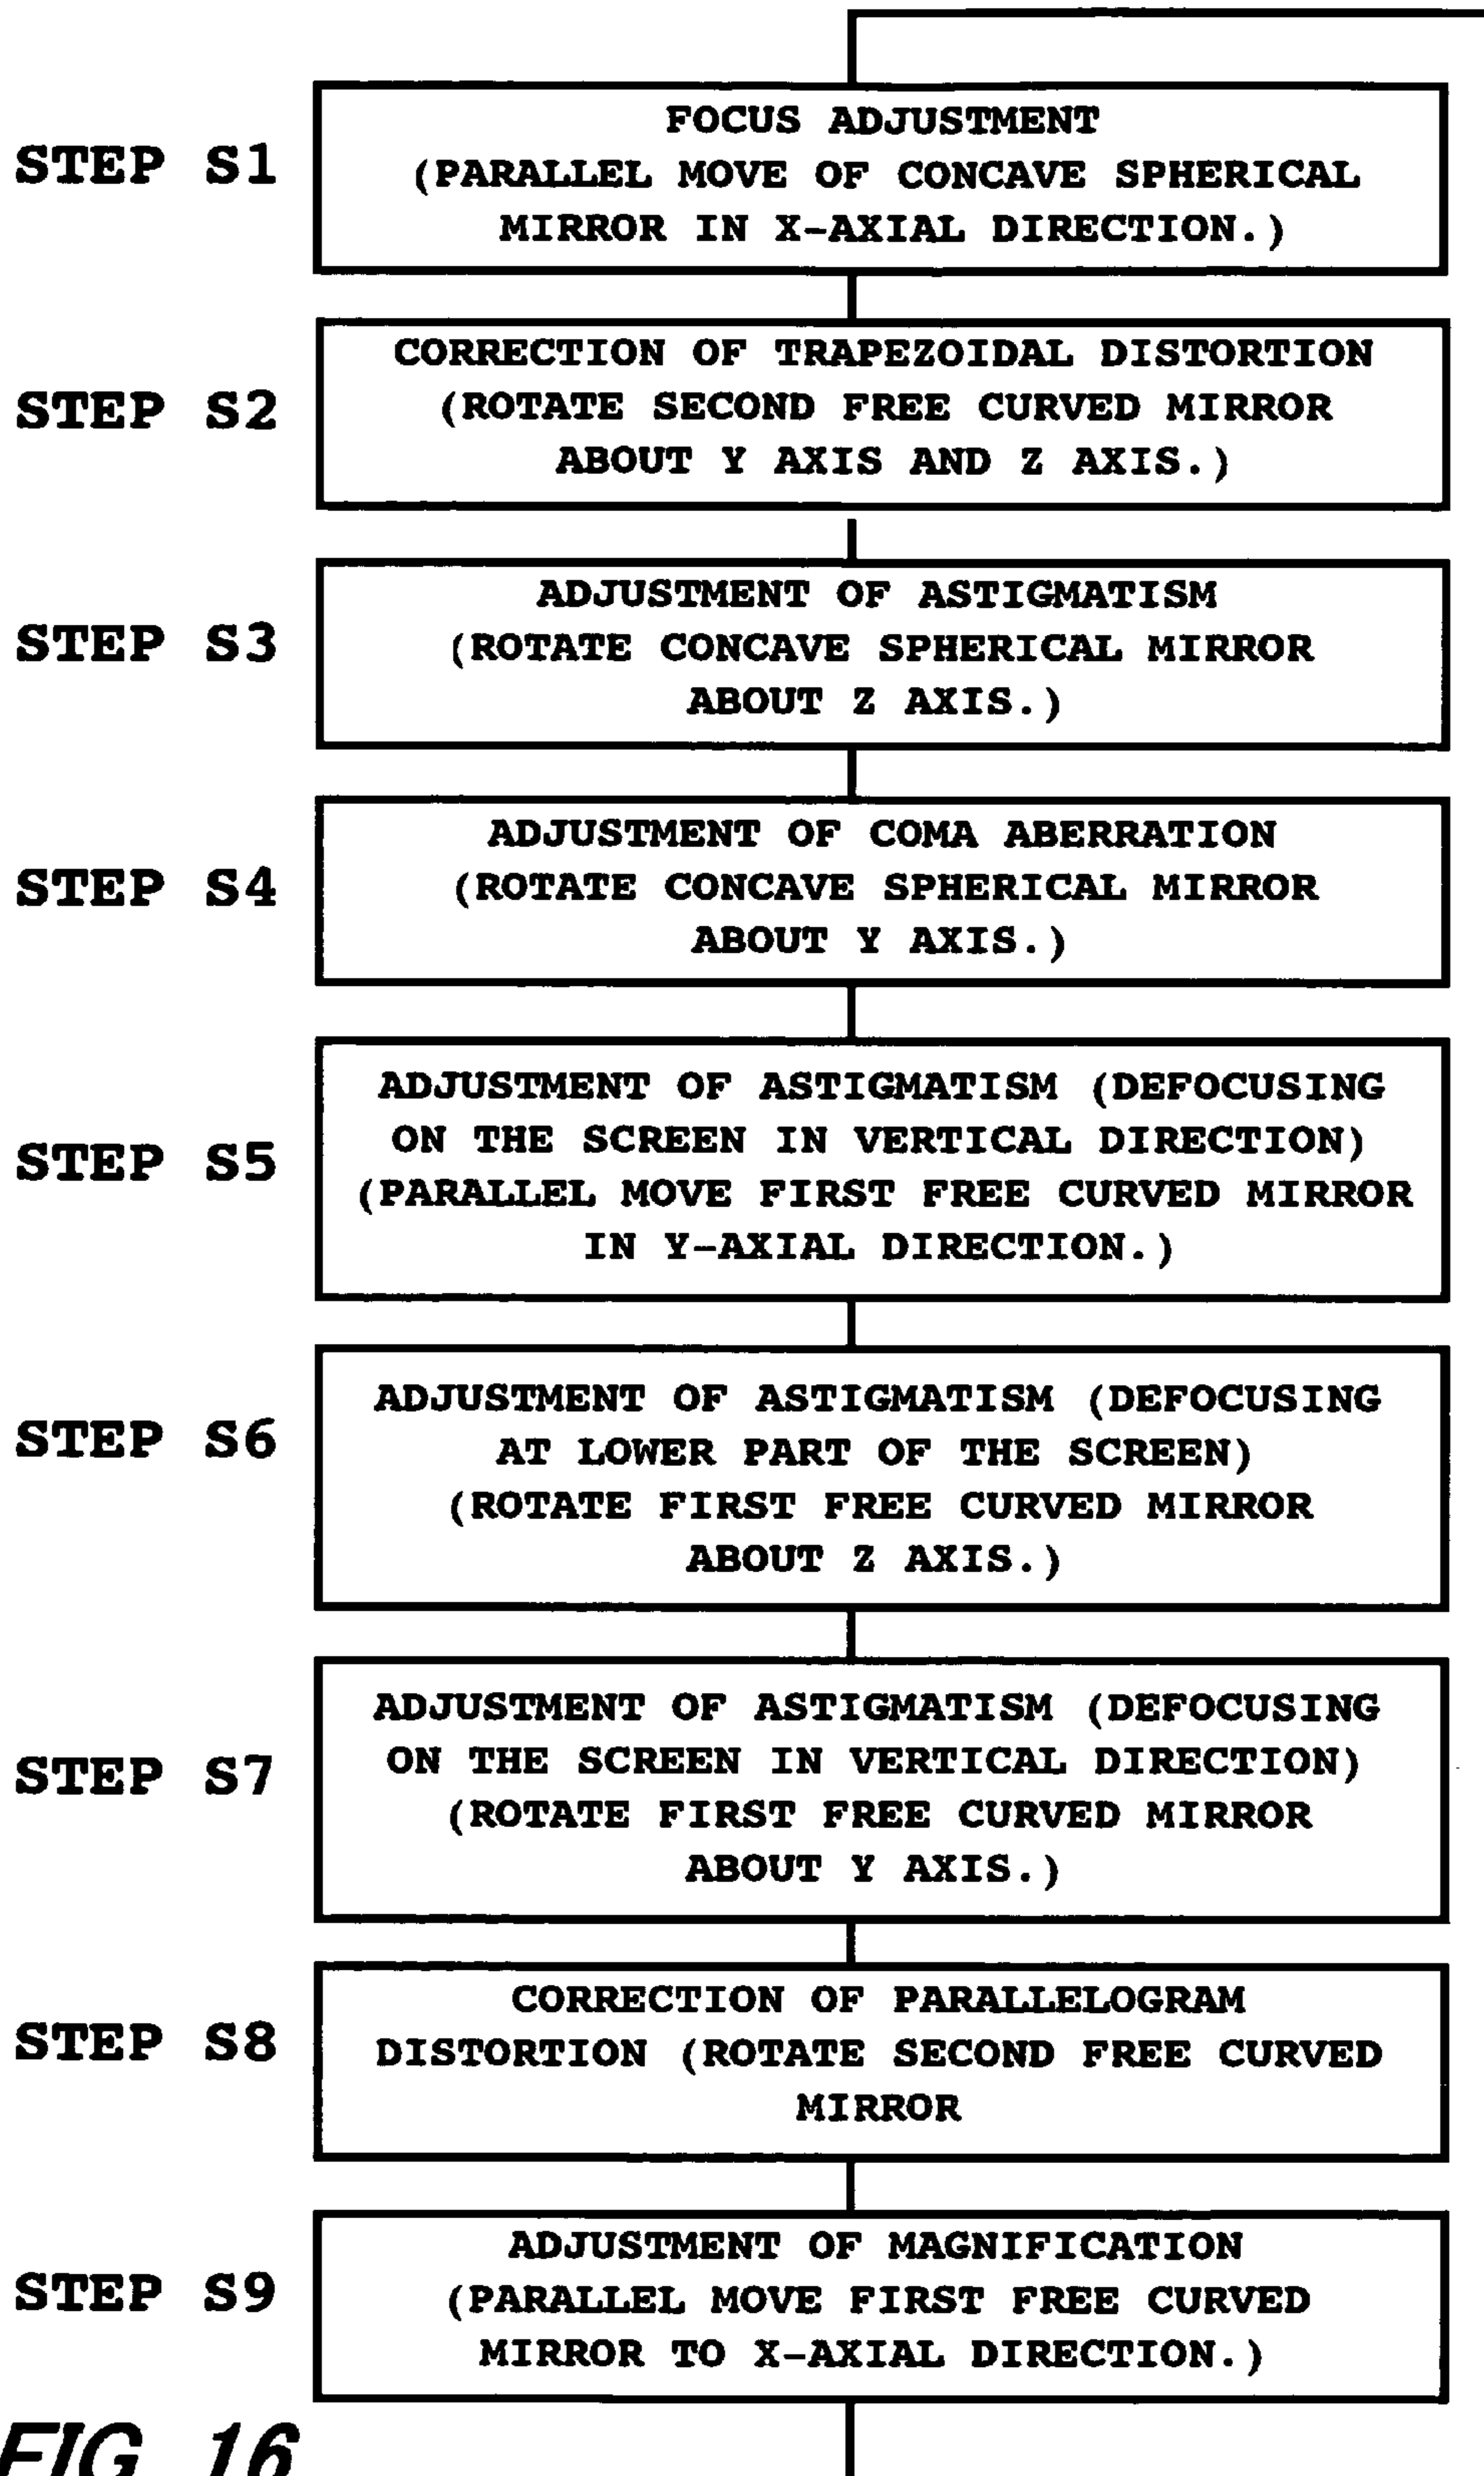 FOCUS ADJUSTMENT
STEP S1
(PARALLEL MOVE OF CONCAVE SPHERICAL
MIRROR IN X-AXIAL DIRECTION.)
CORRECTION OF TRAPEZOIDAL DISTORTION
STEP S2
(ROTATE SECOND FREE CURVED MIRROR
ABOUT Y AXIS AND Z AXIS.)
ADJUSTMENT OF ASTIGMATISM
STEP S3
(ROTATE CONCAVE SPHERICAL MIRROR
ABOUT Z AXIS.)
ADJUSTMENT OF COMA ABERRATION
STEP S4
(ROTATE CONCAVE SPHERICAL MIRROR
ABOUT Y AXIS.)
ADJUSTMENT OF ASTIGMATISM (DEFOCUSING
ON THE SCREEN IN VERTICAL DIRECTION)
STEP S5
(PARALLEL MOVE FIRST FREE CURVED MIRROR
IN Y-AXIAL DIRECTION.)
ADJUSTMENT OF ASTIGMATISM (DEFOCUSING
STEP S6
AT LOWER PART OF THE SCREEN)
(ROTATE FIRST FREE CURVED MIRROR
ABOUT Z AXIS.)
ADJUSTMENT OF ASTIGMATISM (DEFOCUSING
ON THE SCREEN IN VERTICAL DIRECTION)
STEP S7
(ROTATE FIRST FREE CURVED MIRROR
ABOUT Y AXIS.)
CORRECTION OF PARALLELOGRAM
STEP S8
DISTORTION (ROTATE SECOND FREE CURVED
MIRROR
ADJUSTMENT OF MAGNIFICATION
STEP S9
(PARALLEL MOVE FIRST FREE CURVED
MIRROR TO X-AXIAL DIRECTION.)
FIG 16